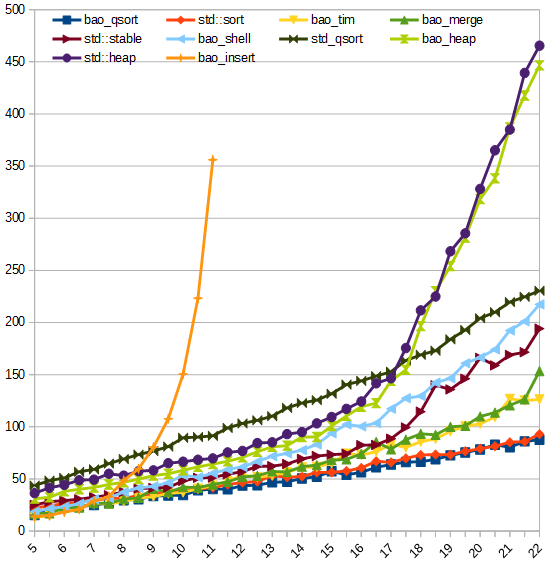 500
bao_qsort std::sort bao_tim bao_merge
std::stable bao_shell std_qsort bao_heap
std::heap bao_insert
450
400
350
300
250
200
150
100
50
0
5 6 7 8 9 10 11 12 13 14 15 16 17 18 19 20 21 22